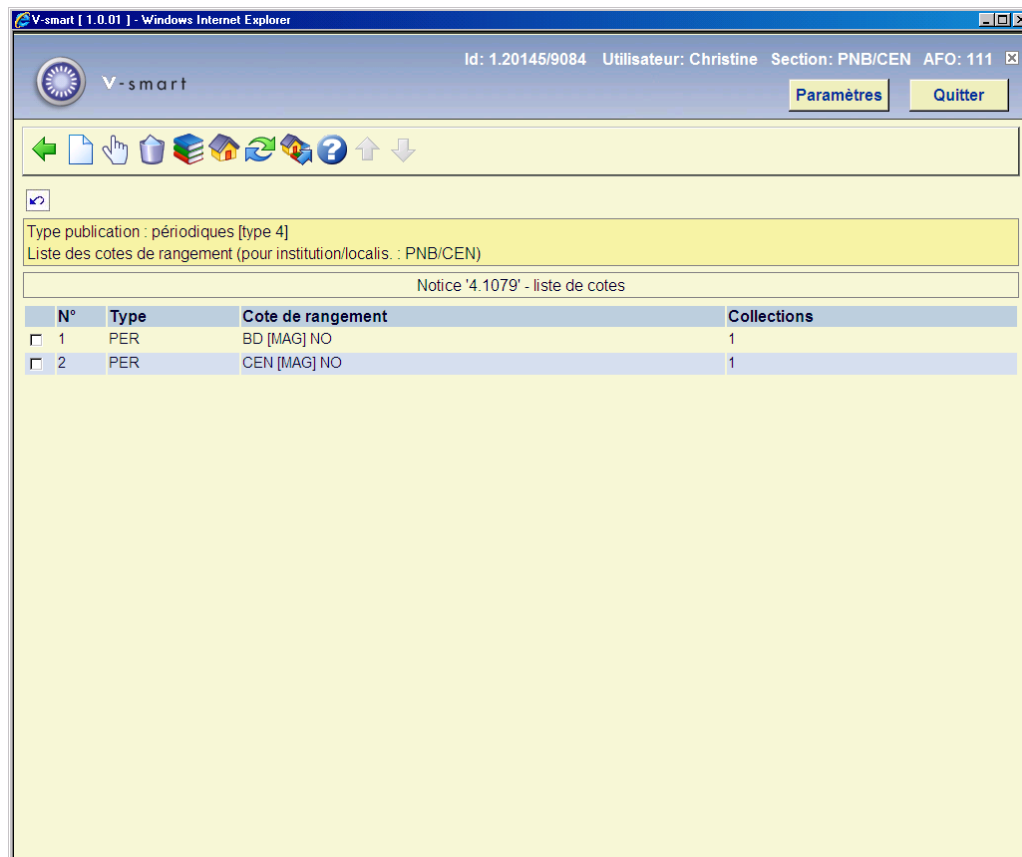 V-smart [ 1.0.01 ] - Windows Internet Explorer
Id: 1.20145/9084 Utilisateur: Christine Section: PNB/CEN AFO: 111
V-smart
Paramètres Quitter
Type publication : périodiques [type 4]
Liste des cotes de rangement (pour institution/localis. : PNB/CEN)
Notice '4.1079' - liste de cotes
N° Type Cote de rangement Collections
1 PER BD [MAG] NO 1
2 PER CEN [MAG] NO 1